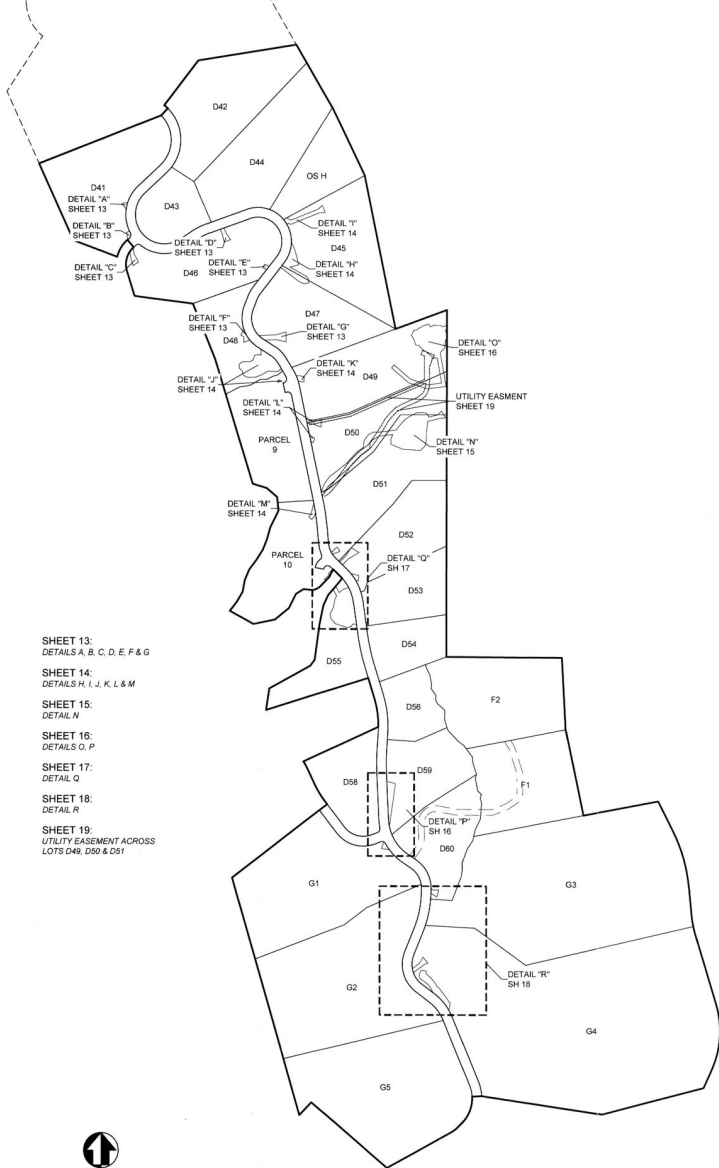 D42
D44
D41
DETAIL "A"
SHEET 13
OS H
D43
DETAIL "B"
SHEET 13
DETAIL "I"
SHEET 14
DETAIL "D"
SHEET 13
D45
DETAIL "C"
SHEET 13
D46
DETAIL "E"
SHEET 13
DETAIL "H"
SHEET 14
D47
DETAIL "F"
SHEET 13
D48
DETAIL "G"
SHEET 13
DETAIL "O"
SHEET 16
DETAIL "K"
SHEET 14
D49
DETAIL "J"
SHEET 14
UTILITY EASMENT
SHEET 19
DETAIL "L"
SHEET 14
D50
PARCEL
9
DETAIL "N"
SHEET 15
D51
DETAIL "M"
SHEET 14
D52
PARCEL
10
DETAIL "Q"
SH 17
D53
D54
D55
SHEET 13:
DETAILS A, B, C, D, E, F & G
SHEET 14:
DETAILS H, I, J, K, L & M
SHEET 15:
DETAIL N
SHEET 16:
DETAILS O, P
SHEET 17:
DETAIL Q
SHEET 18:
DETAIL R
SHEET 19:
UTILITY EASEMENT ACROSS
LOTS D49, D50 & D51
D56
F2
D59
D58
F1
DETAIL "P"
SH 16
D60
G1
G3
DETAIL "R"
SH 18
G2
G4
G5